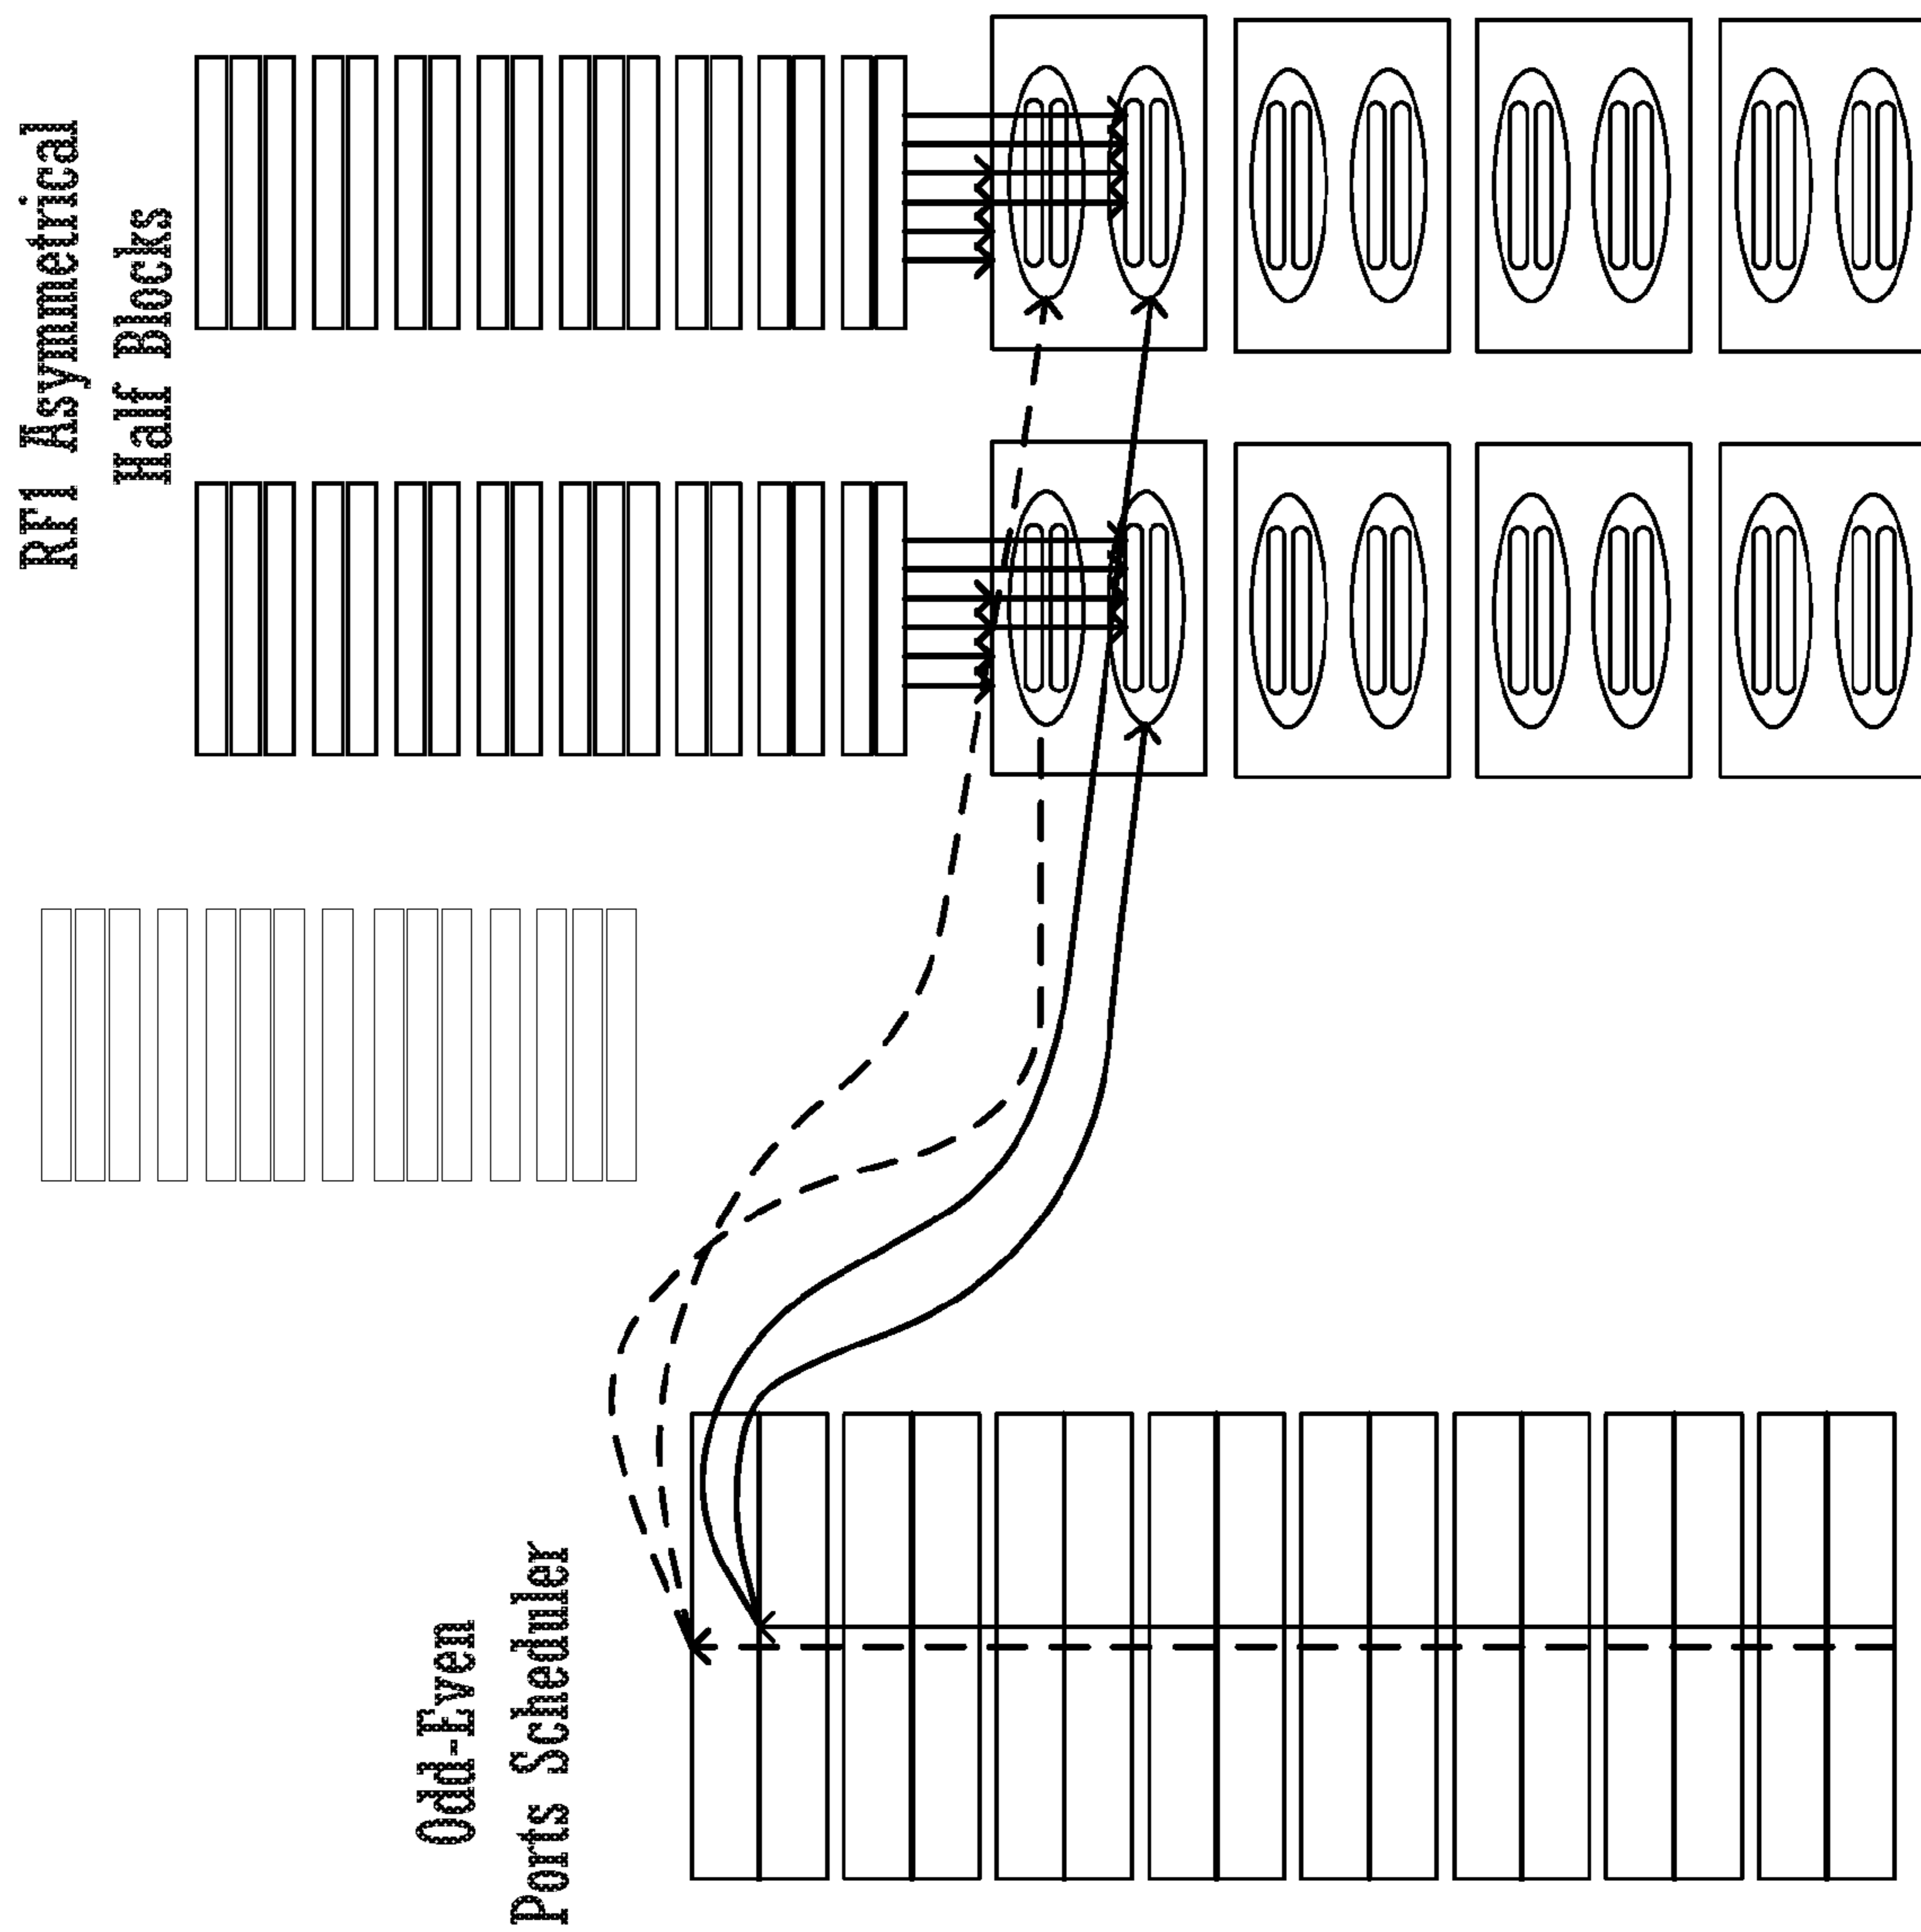 RF1 Asymmetrical
Half Blocks
Odd-Even
Ports Scheduler